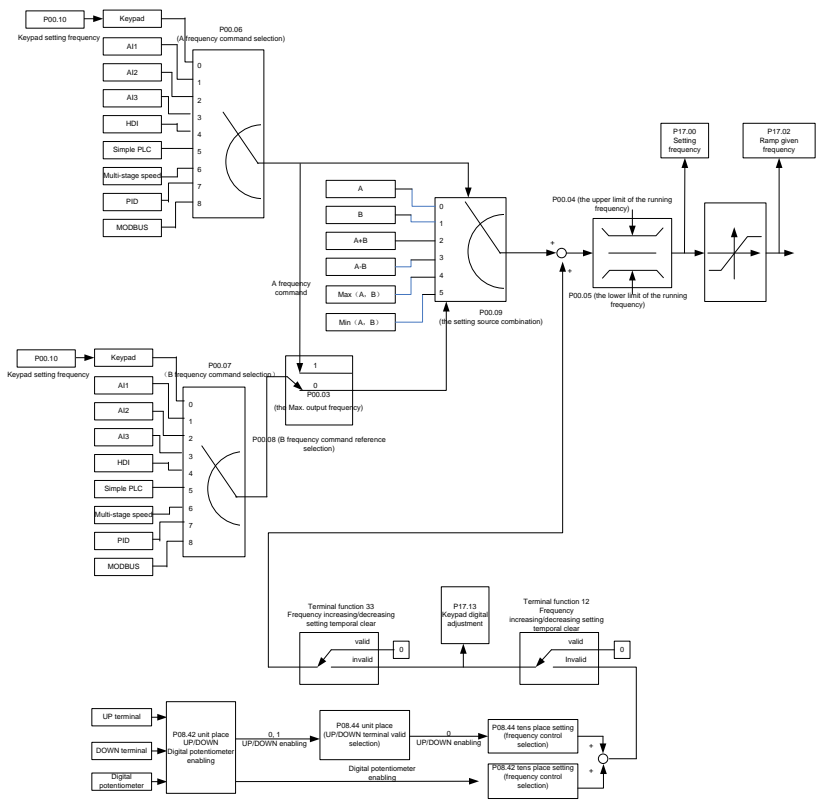 P00.10
Keypad
Keypad setting frequency
P00.06
(A frequency command selection)
AI1
AI2
AI3
HDI
Simple PLC
Multi-stage speed
PID
MODBUS
0
1
2
3
4
5
6
7
8
A frequency
command
A
B
A+B
A-B
Max（A，B）
Min（A，B）
0
1
2
3
4
5
P00.09
(the setting source combination)
+
+
P00.04 (the upper limit of the running
frequency)
P00.05 (the lower limit of the running
frequency)
P17.00
Setting
frequency
P17.02
Ramp given
frequency
P00.10
Keypad
Keypad setting frequency
P00.07
（B frequency command selection）
AI1
AI2
AI3
HDI
Simple PLC
Multi-stage speed
PID
MODBUS
0
1
2
3
4
5
6
7
8
1
0
P00.03
(the Max. output frequency)
P00.08 (B frequency command reference
selection)
Terminal function 33
Frequency increasing/decreasing
setting temporal clear
valid
invalid
0
P17.13
Keypad digital
adjustment
Terminal function 12
Frequency
increasing/decreasing setting
temporal clear
valid
Invalid
0
UP terminal
DOWN terminal
Digital
potentiometer
P08.42 unit place
UP/DOWN
Digital potentiometer
enabling
0, 1
UP/DOWN enabling
P08.44 unit place
(UP/DOWN terminal valid
selection)
0
UP/DOWN enabling
P08.44 tens place setting
(frequency control
selection)
Digital potentiometer
enabling
P08.42 tens place setting
(frequency control
selection)
+
+